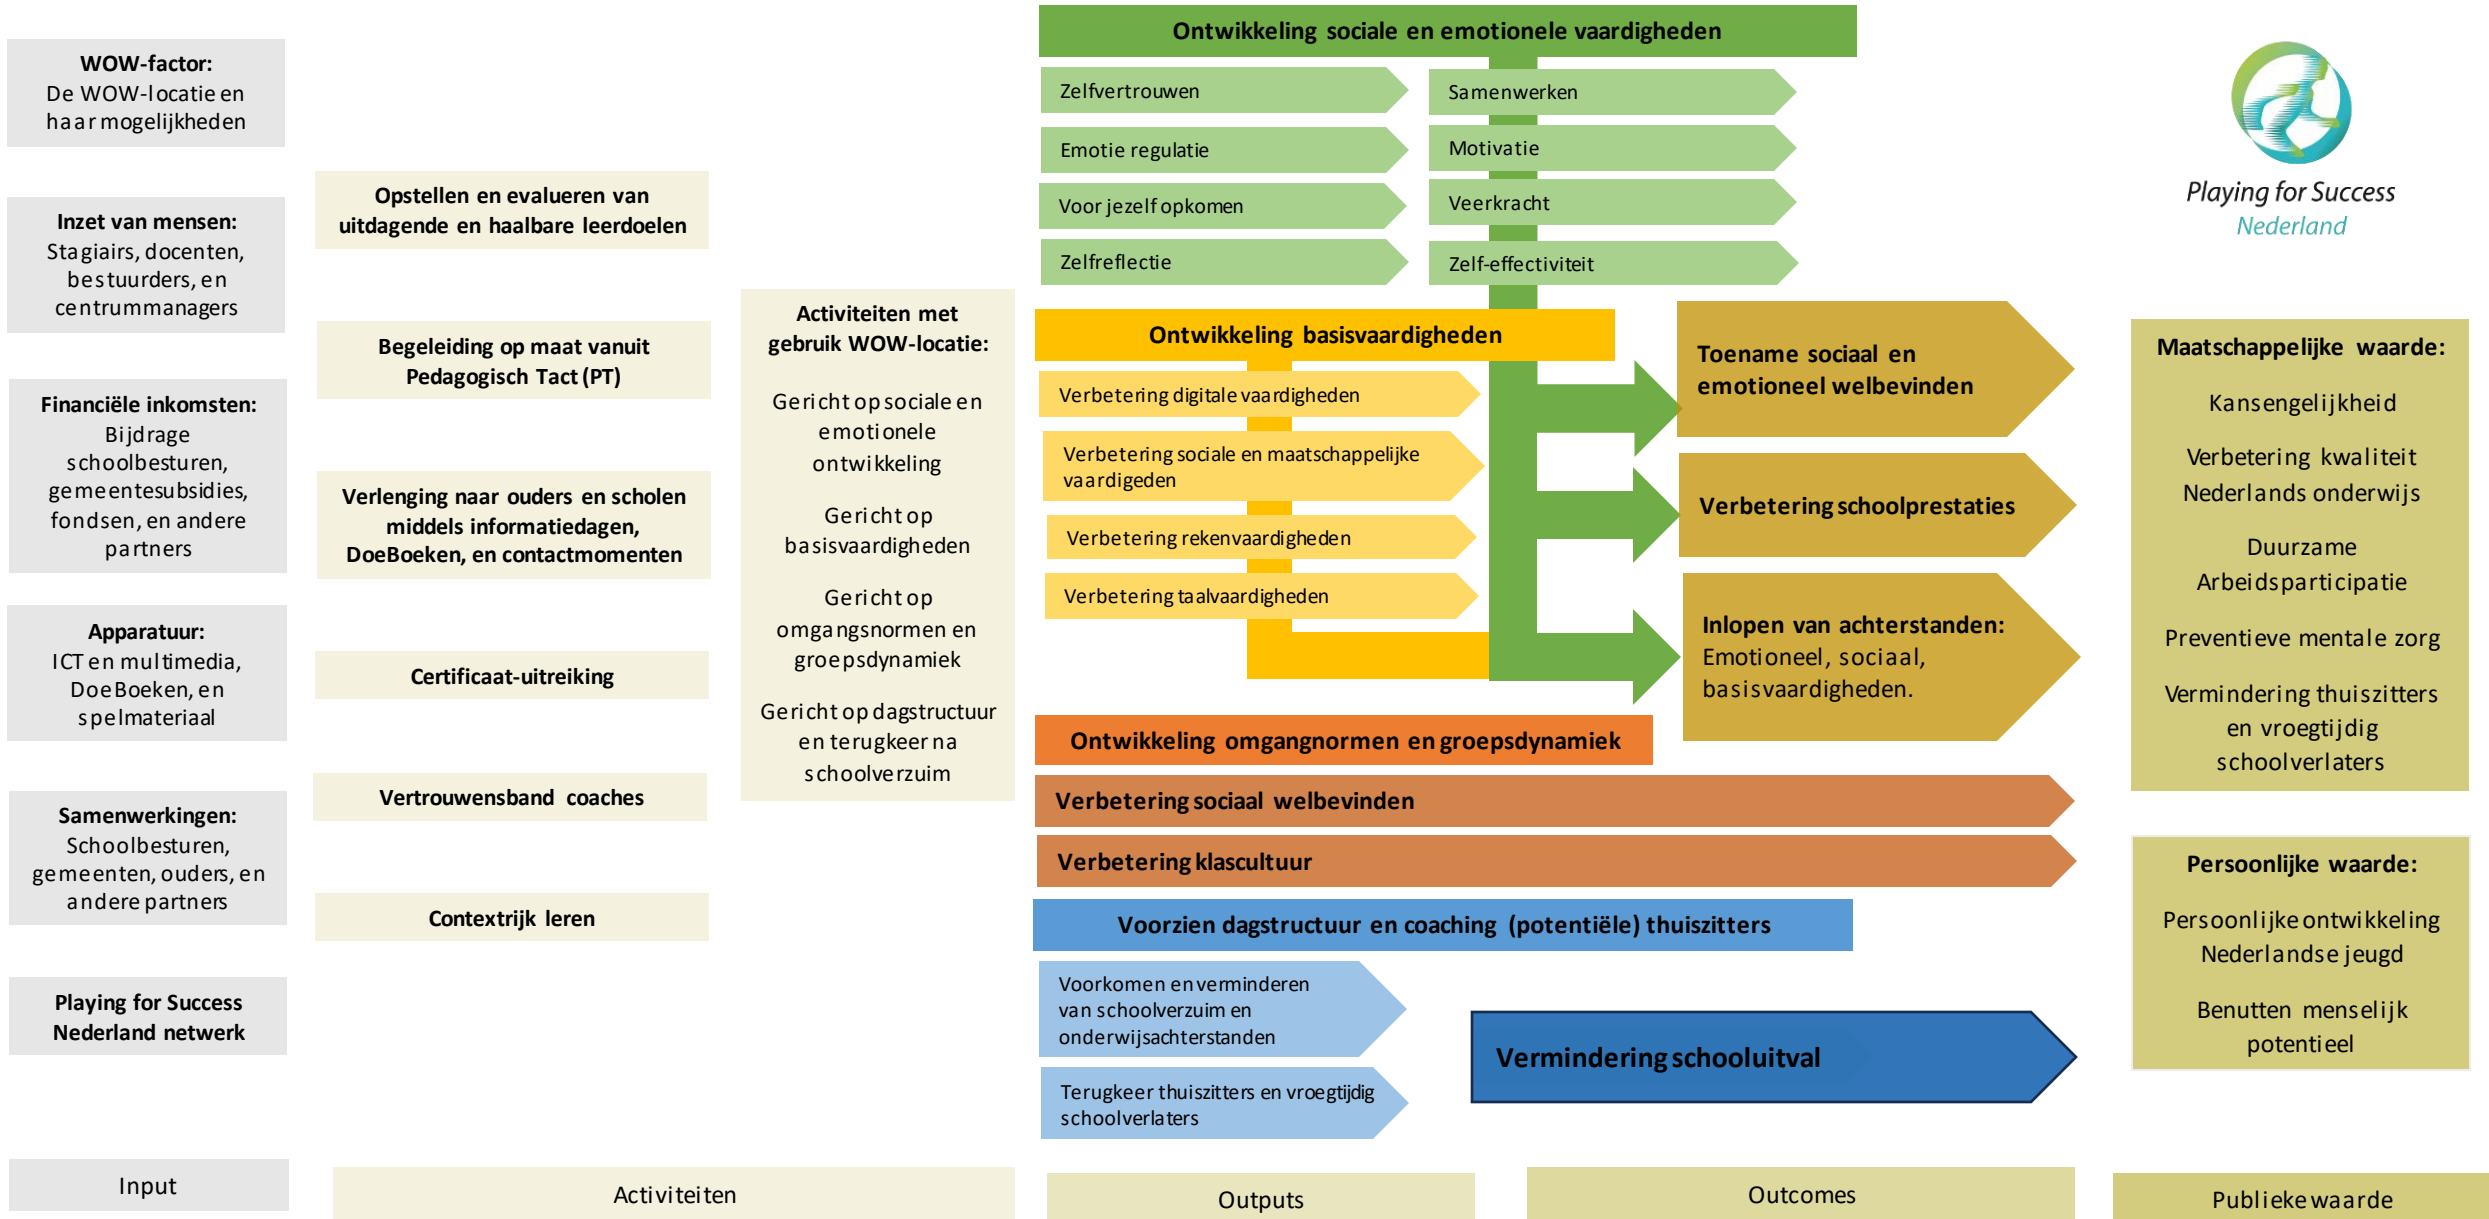 WOW-factor:
De WOW-locatie en
haar mogelijkheden
Inzet van mensen:
Stagiairs, docenten,
bestuurders, en
centrummanagers
Financiële inkomsten:
Bijdrage
schoolbesturen,
gemeentesubsidies,
fondsen, en andere
partners
Apparatuur:
ICT en multimedia,
DoeBoeken, en
spelmateriaal
Samenwerkingen:
Schoolbesturen,
gemeenten, ouders, en
andere partners
Playing for Success
Nederland netwerk
Input
Opstellen en evalueren van
uitdagende en haalbare leerdoelen
Begeleiding op maat vanuit
Pedagogisch Tact (PT)
Verlenging naar ouders en scholen
middels informatiedagen,
DoeBoeken, en contactmomenten
Certificaat-uitreiking
Vertrouwensband coaches
Contextrijk leren
Activiteiten met
gebruik WOW-locatie:
Gericht op sociale en
emotionele
ontwikkeling
Gericht op
basisvaardigheden
Gericht op
omgangsnormen en
groepsdynamiek
Gericht op dagstructuur
en terugkeer na
schoolverzuim
Activiteiten
Ontwikkeling sociale en emotionele vaardigheden
Zelfvertrouwen
Emotie regulatie
Voor jezelf opkomen
Zelfreflectie
Samenwerken
Motivatie
Veerkracht
Zelf-effectiviteit
Ontwikkeling basisvaardigheden
Verbetering digitale vaardigheden
Verbetering sociale en maatschappelijke
vaardigeden
Verbetering rekenvaardigheden
Verbetering taalvaardigheden
Toename sociaal en
emotioneel welbevinden
Verbetering schoolprestaties
Inlopen van achterstanden:
Emotioneel, sociaal,
basisvaardigheden.
Ontwikkeling omgangnormen en groepsdynamiek
Verbetering sociaal welbevinden
Verbetering klascultuur
Voorzien dagstructuur en coaching (potentiële) thuiszitters
Voorkomen en verminderen
van schoolverzuim en
onderwijsachterstanden
Terugkeer thuiszitters en vroegtijdig
schoolverlaters
Vermindering schooluitval
Outputs
Outcomes
Playing for Success
Nederland
Maatschappelijke waarde:
Kansengelijkheid
Verbetering kwaliteit
Nederlands onderwijs
Duurzame
Arbeidsparticipatie
Preventieve mentale zorg
Vermindering thuiszitters
en vroegtijdig
schoolverlaters
Persoonlijke waarde:
Persoonlijke ontwikkeling
Nederlandse jeugd
Benutten menselijk
potentieel
Publieke waarde